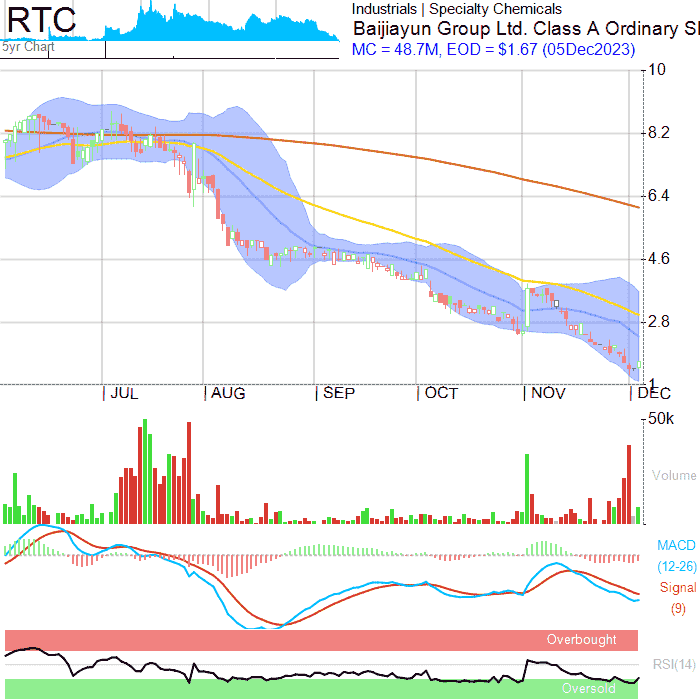 RTC
5yr Chart
Industrials | Specialty Chemicals
Baijiayun Group Ltd. Class A Ordinary Sl
MC = 48.7M, EOD = $1.67 (05Dec2023)
10
8.2
6.4
4.6
2.8
1
JUL AUG SEP OCT NOV DEC
50k
Volume
MACD
(12-26)
Signal
(9)
Overbought
RSI(14)
Oversold